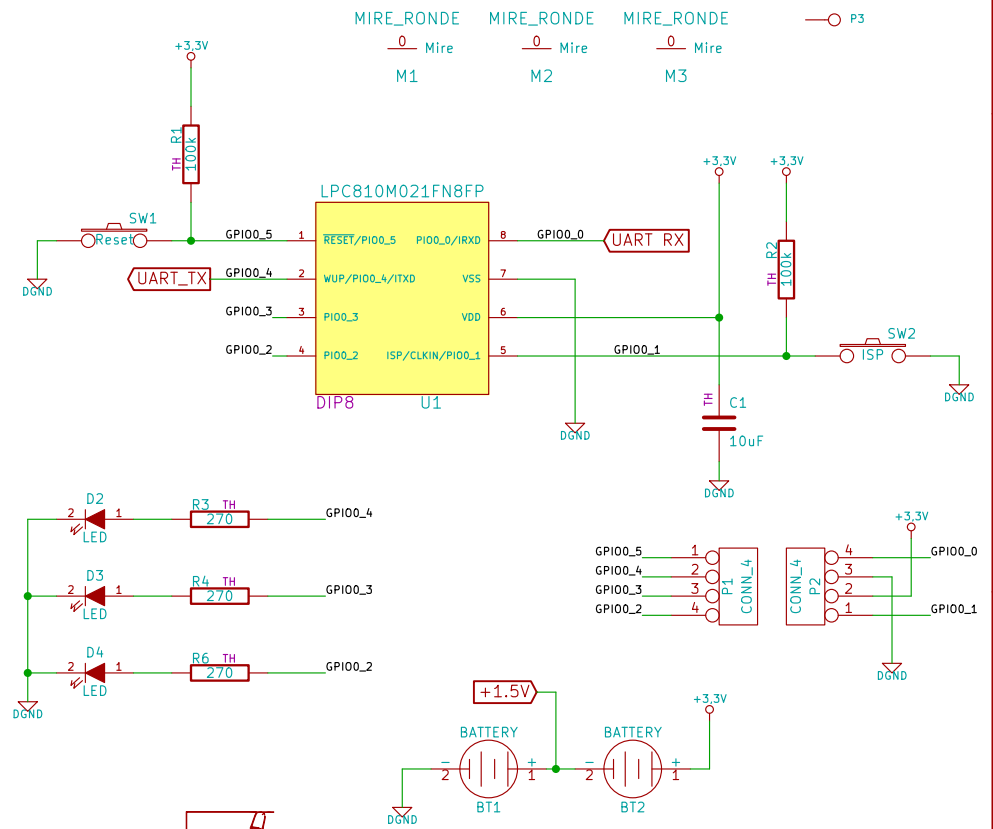 MIRE_RONDE MIRE_RONDE MIRE_RONDE P3
0 Mire 0 Mire 0 Mire
M1 M2 M3
+3,3V
R1
100k
TH
+3,3V +3,3V
LPC810M021FN8FP
SW1
Reset
DGND
GPIO0_5 1 RESET/PIO0_5 PIO0_0/IRXD 8 GPIO0_0 UART_RX
UART_TX GPIO0_4 2 WUP/PIO0_4/ITXD VSS 7
GPIO0_3 3 PIO0_3 VDD 6
GPIO0_2 4 PIO0_2 ISP/CLKIN/PIO0_1 5 GPIO0_1
R2
100k
TH
SW2
ISP
DGND
DIP8 U1
DGND
TH
C1
10uF
DGND
D2 R3 TH
2 1 270 GPIO0_4
LED
D3 R4 TH
2 1 270 GPIO0_3
LED
D4 R6 TH
2 1 270 GPIO0_2
LED
DGND
+3,3V
GPIO0_5 1
GPIO0_4 2
GPIO0_3 3
GPIO0_2 4
P1
CONN_4
CONN_4
P2
4 GPIO0_0
3
2
1 GPIO0_1
DGND
+1.5V
+3,3V
BATTERY BATTERY
- 2 + 1 - 2 + 1
BT1 BT2
DGND